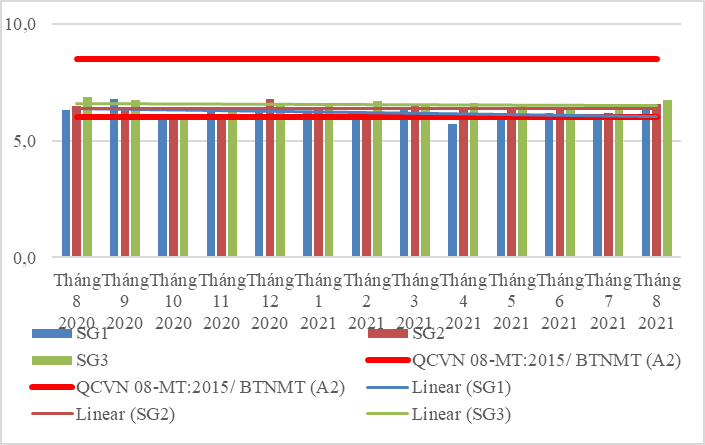 10,0
5,0
0,0
Tháng Tháng Tháng Tháng Tháng Tháng Tháng Tháng Tháng Tháng Tháng Tháng Tháng
8 9 10 11 12 1 2 3 4 5 6 7 8
2020 2020 2020 2020 2020 2021 2021 2021 2021 2021 2021 2021 2021
SG1 SG2
SG3 QCVN 08-MT:2015/ BTNMT (A2)
QCVN 08-MT:2015/ BTNMT (A2) Linear (SG1)
Linear (SG2) Linear (SG3)